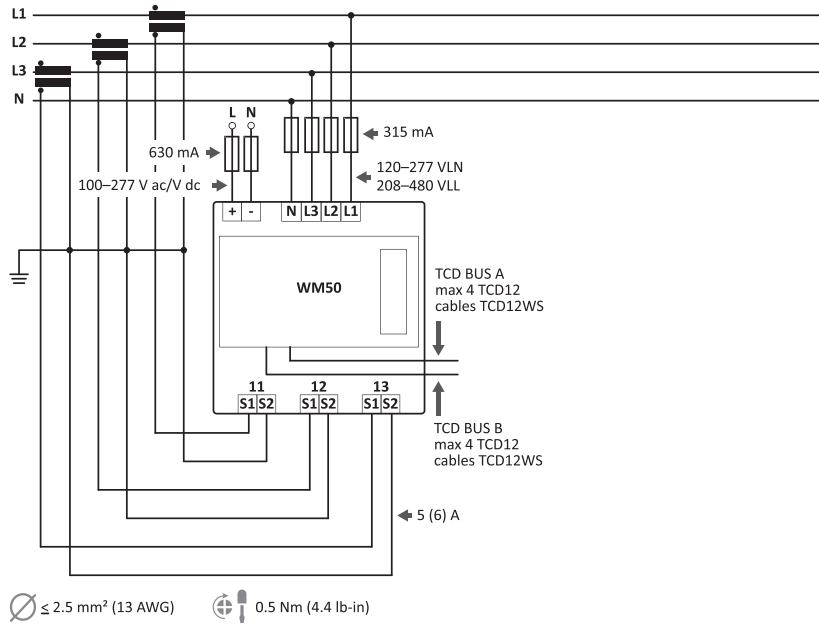 L1
L2
L3
N
L N
630 mA
315 mA
100–277 V ac/V dc
120–277 VLN
208–480 VLL
+ - N L3 L2 L1
WM50
TCD BUS A
max 4 TCD12
cables TCD12WS
11 12 13
S1 S2 S1 S2 S1 S2
TCD BUS B
max 4 TCD12
cables TCD12WS
5 (6) A
≤ 2.5 mm² (13 AWG)
0.5 Nm (4.4 lb-in)